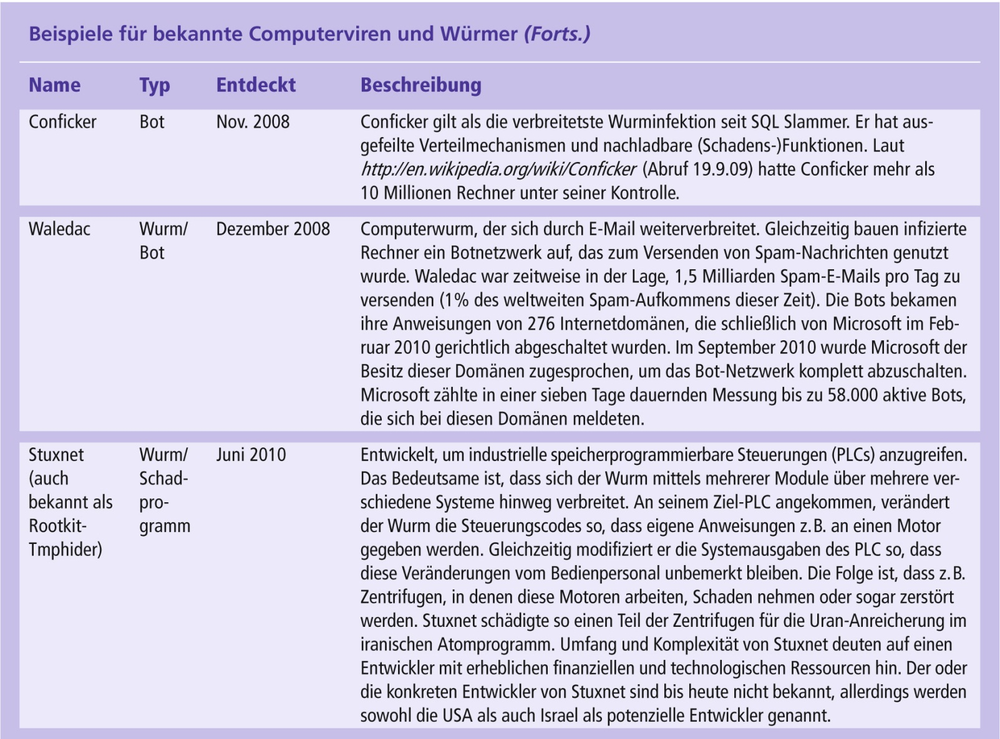 Beispiele für bekannte Computerviren und Würmer (Forts.)
Name Typ Entdeckt Beschreibung
Conficker Bot Nov. 2008 Conficker gilt als die verbreitetste Wurminfektion seit SQL Slammer. Er hat aus-
gefeilte Verteilmechanismen und nachladbare (Schadens-)Funktionen. Laut
http://en.wikipedia.org/wiki/Conficker (Abruf 19.9.09) hatte Conficker mehr als
10 Millionen Rechner unter seiner Kontrolle.
Waledac Wurm/ Dezember 2008 Computerwurm, der sich durch E-Mail weiterverbreitet. Gleichzeitig bauen infizierte
Bot Rechner ein Botnetzwerk auf, das zum Versenden von Spam-Nachrichten genutzt
wurde. Waledac war zeitweise in der Lage, 1,5 Milliarden Spam-E-Mails pro Tag zu
versenden (1% des weltweiten Spam-Aufkommens dieser Zeit). Die Bots bekamen
ihre Anweisungen von 276 Internetdomänen, die schließlich von Microsoft im Feb-
ruar 2010 gerichtlich abgeschaltet wurden. Im September 2010 wurde Microsoft der
Besitz dieser Domänen zugesprochen, um das Bot-Netzwerk komplett abzuschalten.
Microsoft zählte in einer sieben Tage dauernden Messung bis zu 58.000 aktive Bots,
die sich bei diesen Domänen meldeten.
Stuxnet Wurm/ Juni 2010 Entwickelt, um industrielle speicherprogrammierbare Steuerungen (PLCs) anzugreifen.
(auch Schad- Das Bedeutsame ist, dass sich der Wurm mittels mehrerer Module über mehrere ver-
bekannt als pro- schiedene Systeme hinweg verbreitet. An seinem Ziel-PLC angekommen, verändert
Rootkit- gramm der Wurm die Steuerungscodes so, dass eigene Anweisungen z.B. an einen Motor
Tmphider) gegeben werden. Gleichzeitig modifiziert er die Systemausgaben des PLC so, dass
diese Veränderungen vom Bedienpersonal unbemerkt bleiben. Die Folge ist, dass z.B.
Zentrifugen, in denen diese Motoren arbeiten, Schaden nehmen oder sogar zerstört
werden. Stuxnet schädigte so einen Teil der Zentrifugen für die Uran-Anreicherung im
iranischen Atomprogramm. Umfang und Komplexität von Stuxnet deuten auf einen
Entwickler mit erheblichen finanziellen und technologischen Ressourcen hin. Der oder
die konkreten Entwickler von Stuxnet sind bis heute nicht bekannt, allerdings werden
sowohl die USA als auch Israel als potenzielle Entwickler genannt.